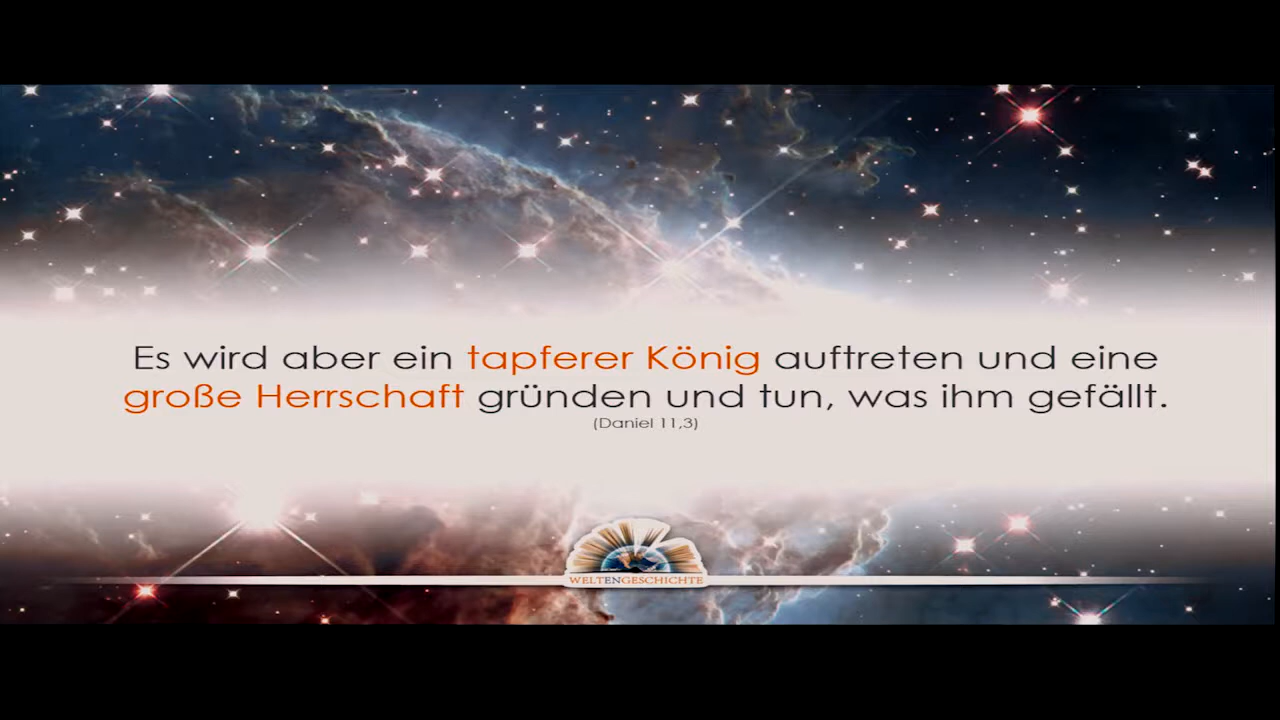 Es wird aber ein tapferer König auftreten und eine
große Herrschaft gründen und tun, was ihm gefällt.
(Daniel 11,3)
WELTENGESCHICHTE